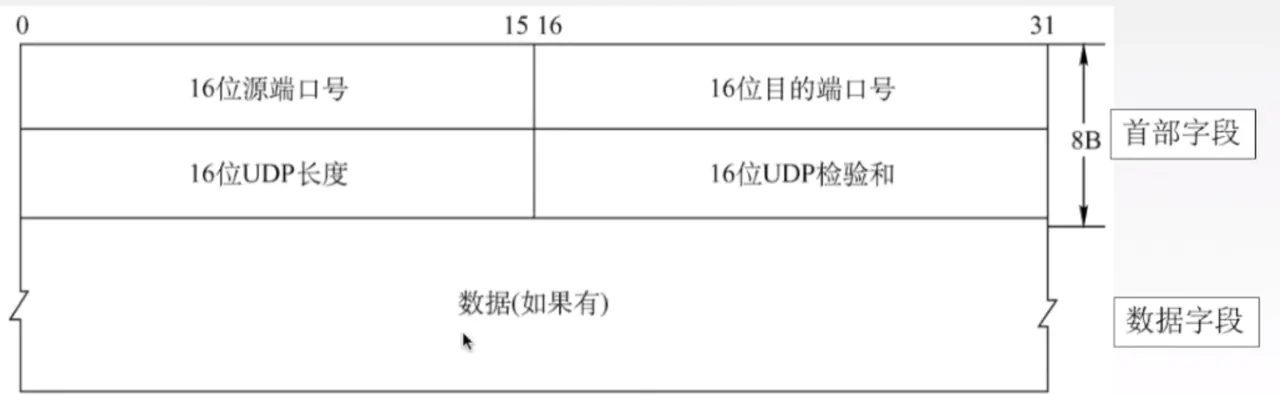 0 15 16 31
16位源端口号 16位目的端口号
8B 首部字段
16位UDP长度 16位UDP检验和
数据(如果有)
数据字段